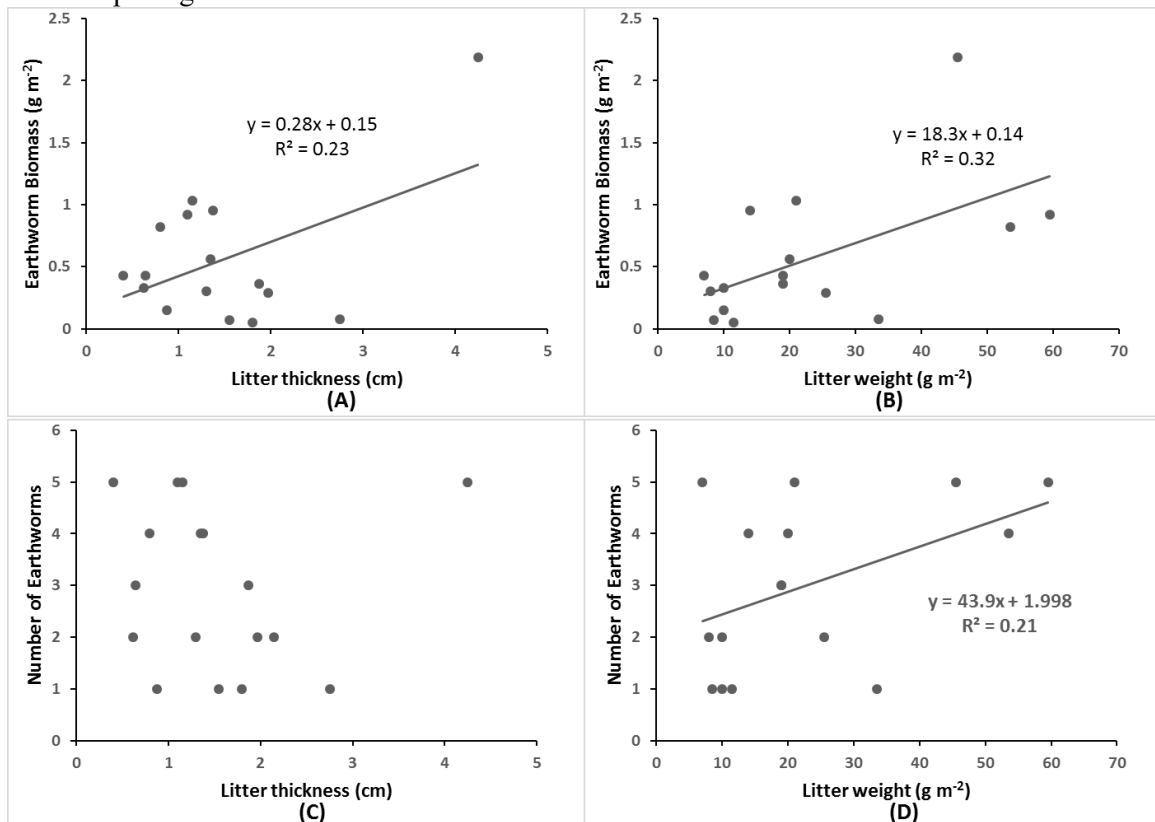 2.5
2
1.5
1
0.5
0
Earthworm Biomass (g m⁻²)
y = 0.28x + 0.15
R² = 0.23
0 1 2 3 4 5
Litter thickness (cm)
(A)
2.5
2
1.5
1
0.5
0
Earthworm Biomass (g m⁻²)
y = 18.3x + 0.14
R² = 0.32
0 10 20 30 40 50 60 70
Litter weight (g m⁻²)
(B)
6
5
4
3
2
1
0
Number of Earthworms
0 1 2 3 4 5
Litter thickness (cm)
(C)
6
5
4
3
2
1
0
Number of Earthworms
y = 43.9x + 1.998
R² = 0.21
0 10 20 30 40 50 60 70
Litter weight (g m⁻²)
(D)